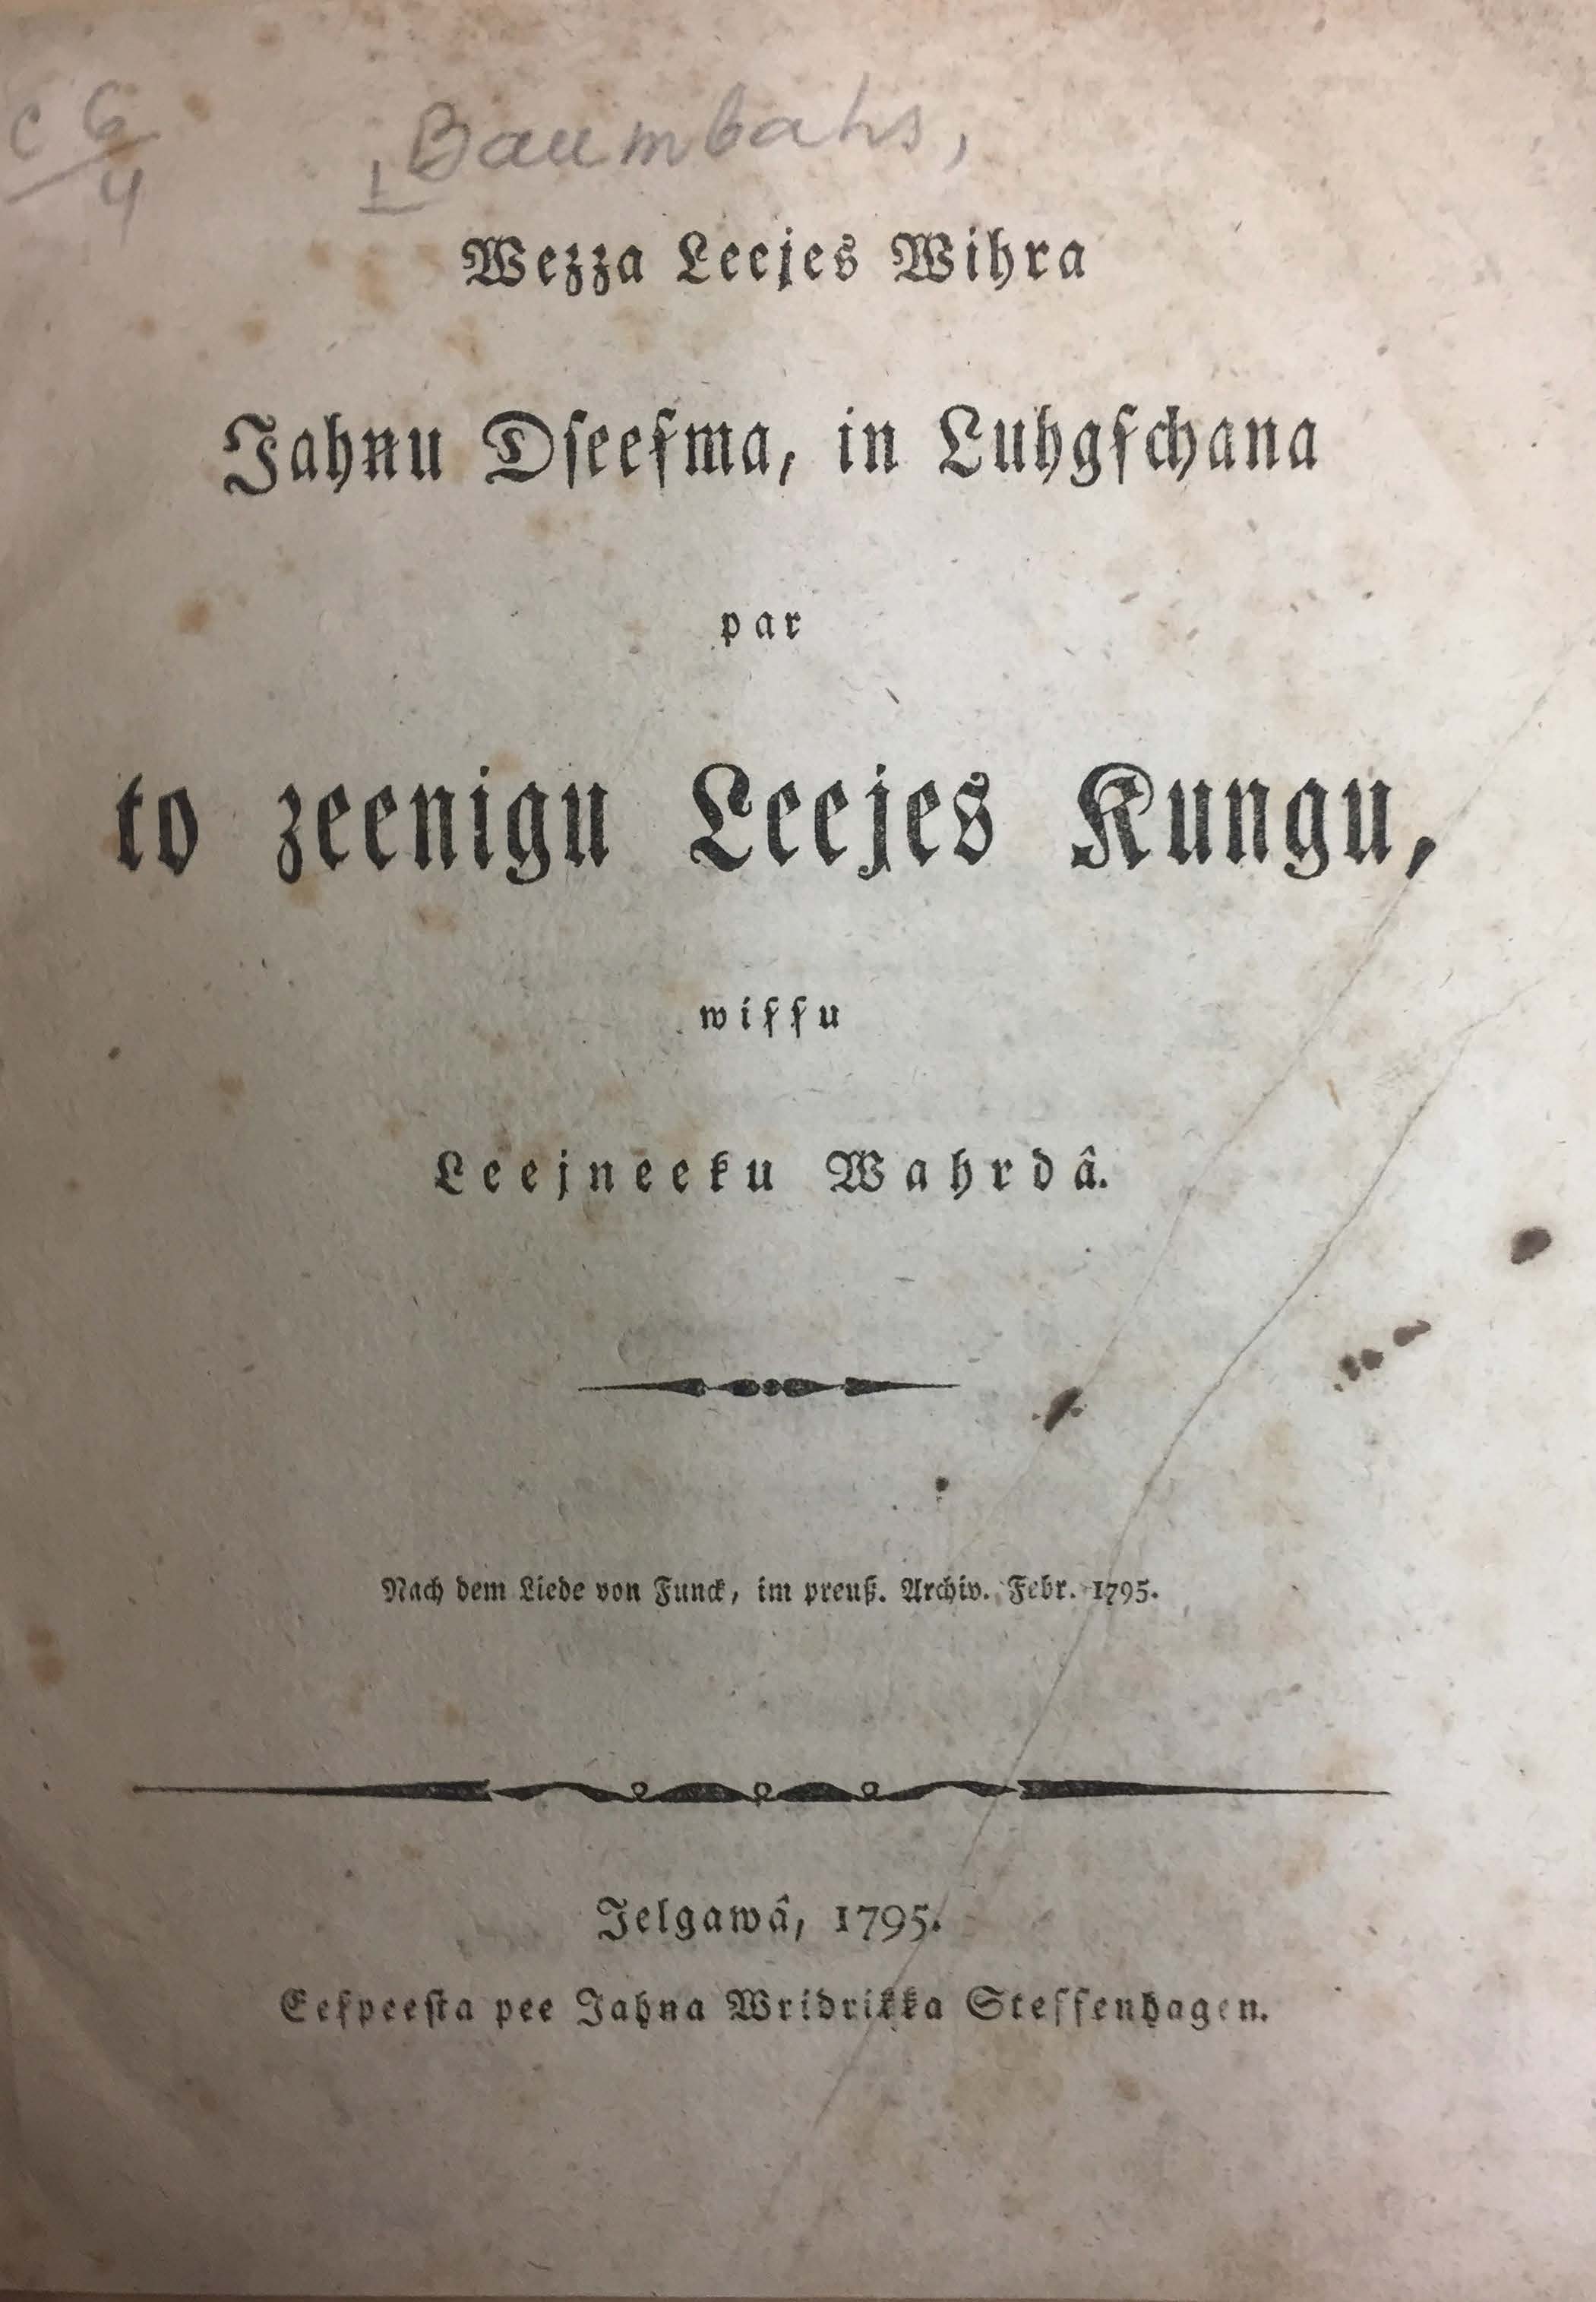 C 6/4
Baumbahs,
Wezza Leejes Wihra
Jahnu Dſeeſma, in Luhgſchana
par
to zeenigu Leejes Kungu,
wiſſu
Leejneeku Wahrdâ.
Nach dem Liede von Funck, im preuß. Archiv. Febr. 1795.
Jelgawâ, 1795.
Eeſpeeſta pee Jahna Wridrikka Steffenhagen.